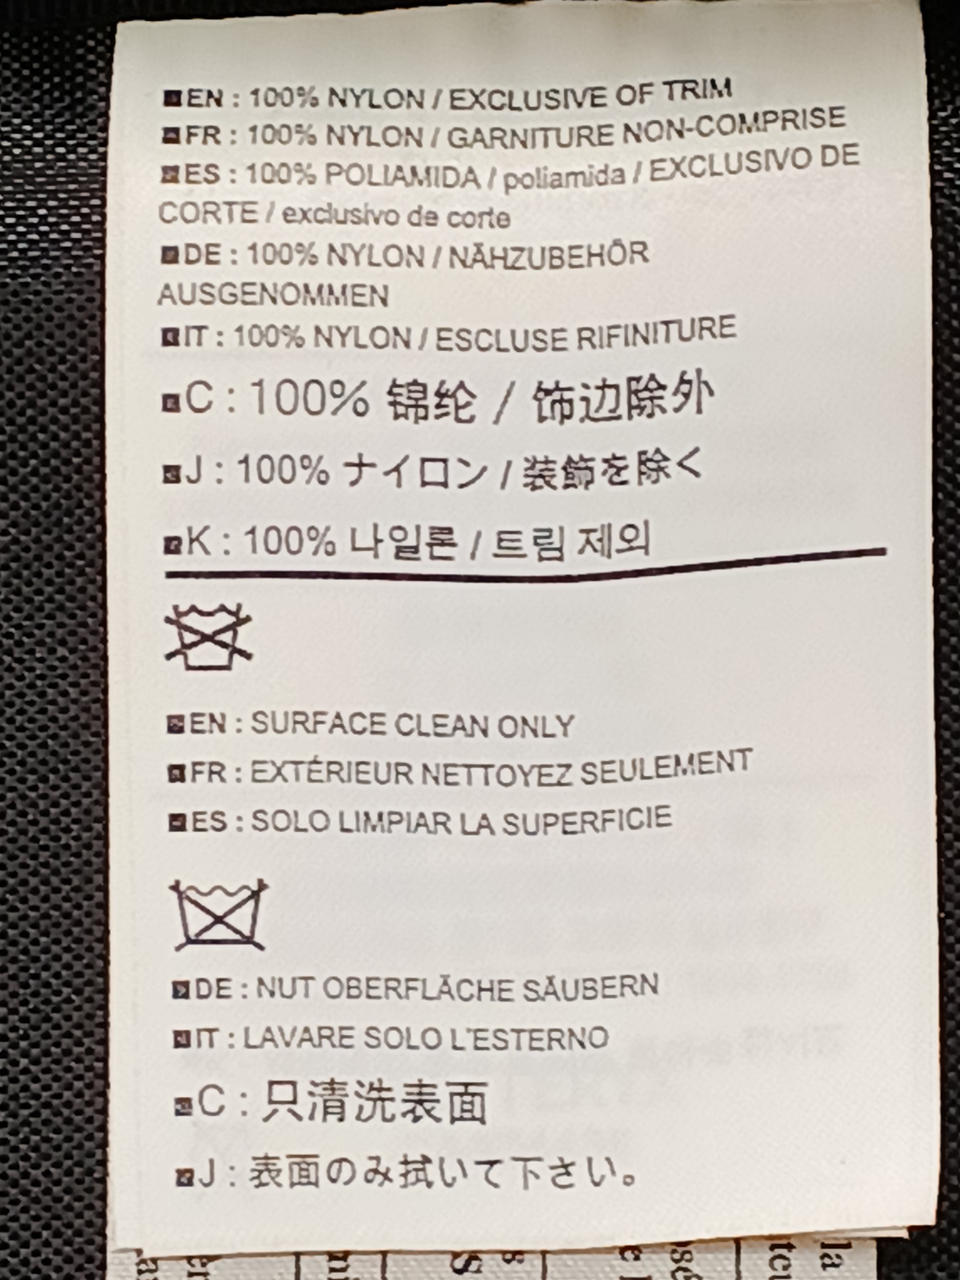 EN : 100% NYLON / EXCLUSIVE OF TRIM
FR : 100% NYLON / GARNITURE NON-COMPRISE
ES : 100% POLIAMIDA / poliamida / EXCLUSIVO DE
CORTE / exclusivo de corte
DE : 100% NYLON / NÄHZUBEHÖR
AUSGENOMMEN
IT : 100% NYLON / ESCLUSE RIFINITURE
C : 100% 锦纶 / 饰边除外
J : 100% ナイロン / 装飾を除く
K : 100% 나일론 / 트림 제외
EN : SURFACE CLEAN ONLY
FR : EXTÉRIEUR NETTOYEZ SEULEMENT
ES : SOLO LIMPIAR LA SUPERFICIE
DE : NUT OBERFLÄCHE SÄUBERN
IT : LAVARE SOLO L'ESTERNO
C : 只清洗表面
J : 表面のみ拭いて下さい。